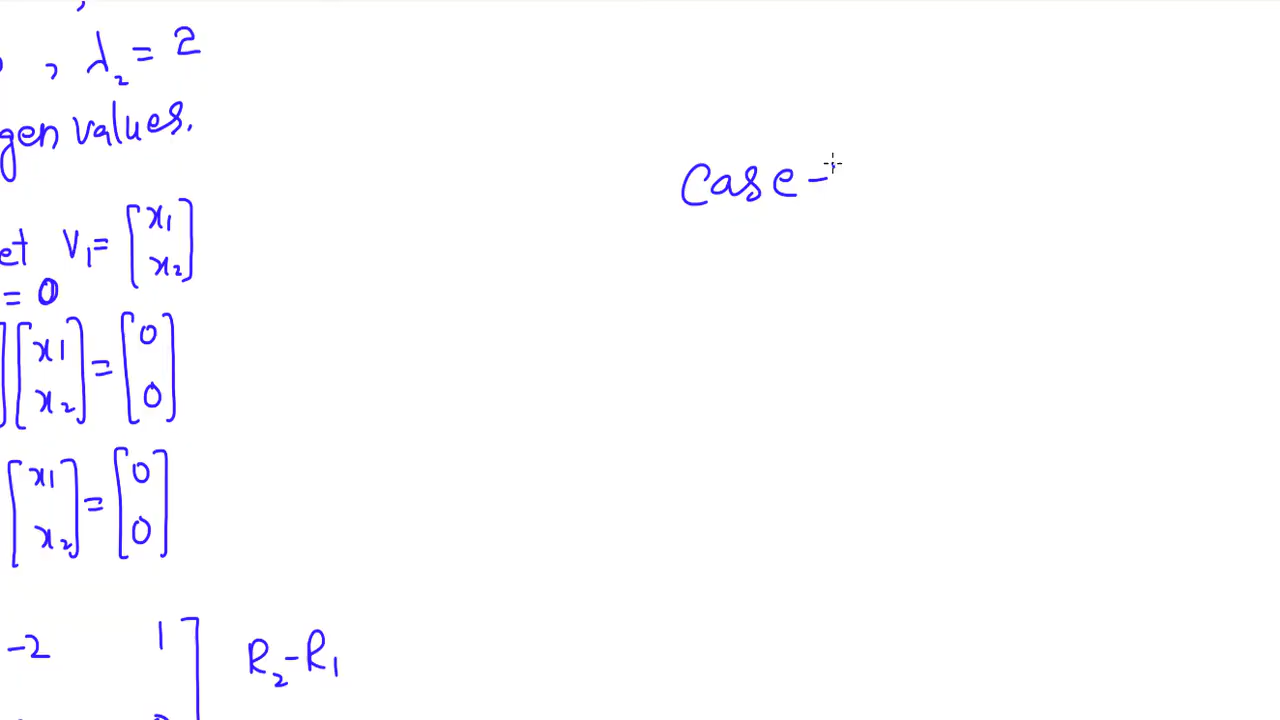 , λ₂ = 2
gen values.
et V₁ = [x₁
x₂]
= 0
[x1
x₂] = [0
0]
[x1
x₂] = [0
0]
-2 1] R₂-R₁
Case -